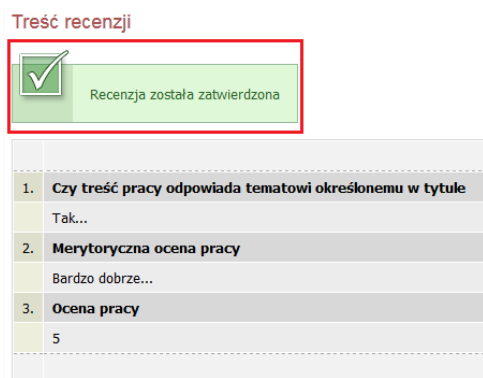 Treść recenzji
Recenzja została zatwierdzona
1. Czy treść pracy odpowiada tematowi określonemu w tytule
Tak...
2. Merytoryczna ocena pracy
Bardzo dobrze...
3. Ocena pracy
5